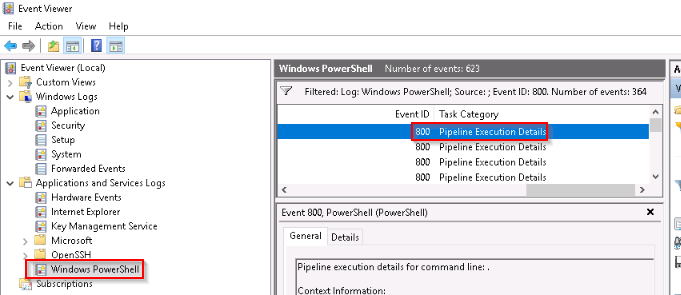 Event Viewer
File Action View Help
Event Viewer (Local)
Custom Views
Windows Logs
Application
Security
Setup
System
Forwarded Events
Applications and Services Logs
Hardware Events
Internet Explorer
Key Management Service
Microsoft
OpenSSH
Windows PowerShell
Subscriptions
Windows PowerShell Number of events: 623
Filtered: Log: Windows PowerShell; Source: ; Event ID: 800. Number of events: 364
Event ID Task Category
800 Pipeline Execution Details
800 Pipeline Execution Details
800 Pipeline Execution Details
800 Pipeline Execution Details
Event 800, PowerShell (PowerShell)
General Details
Pipeline execution details for command line: .
Context Information: